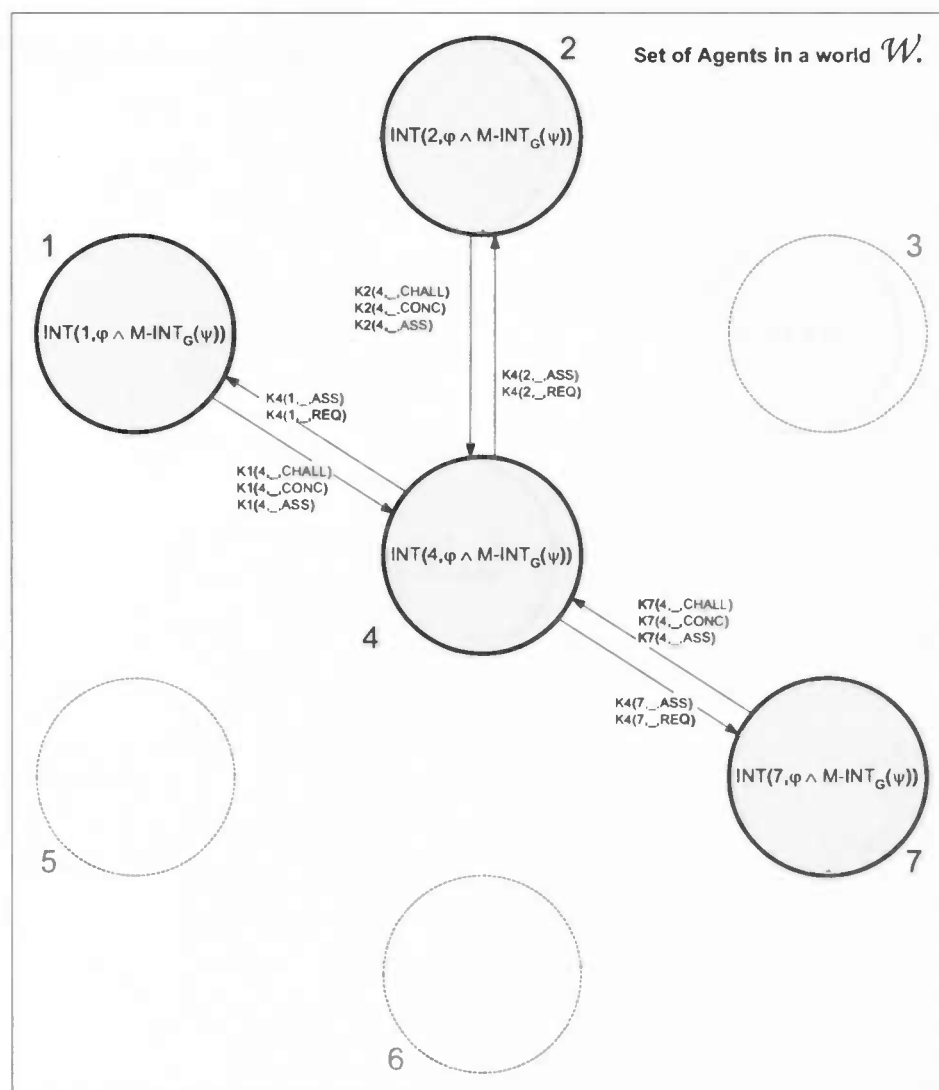 2
Set of Agents in a world 𝒲.
INT(2,φ ∧ M-INT_G(ψ))
1
3
K2(4,_,CHALL)
K2(4,_,CONC)
K2(4,_,ASS)
INT(1,φ ∧ M-INT_G(ψ))
K4(2,_,ASS)
K4(2,_,REQ)
K4(1,_,ASS)
K4(1,_,REQ)
K1(4,_,CHALL)
K1(4,_,CONC)
K1(4,_,ASS)
INT(4,φ ∧ M-INT_G(ψ))
K7(4,_,CHALL)
K7(4,_,CONC)
K7(4,_,ASS)
4
K4(7,_,ASS)
K4(7,_,REQ)
INT(7,φ ∧ M-INT_G(ψ))
5
7
6